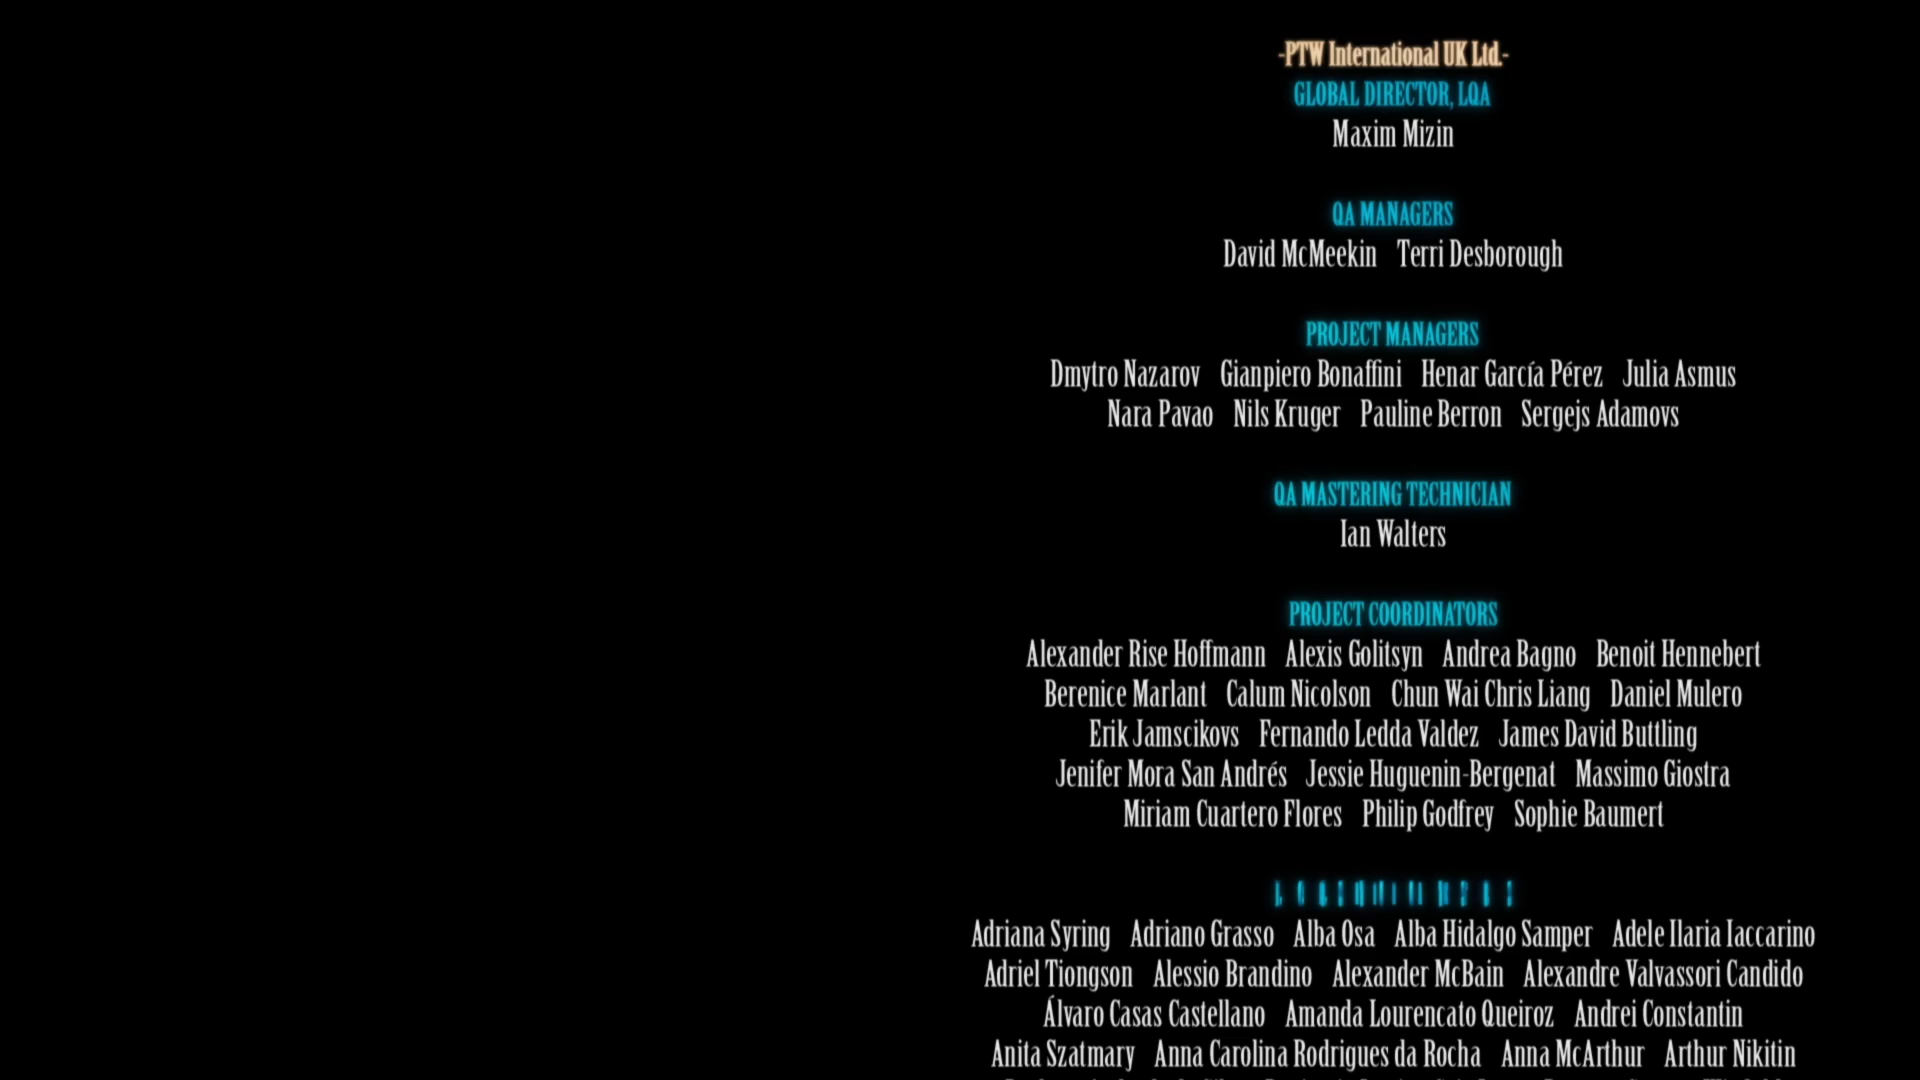 -PTW International UK Ltd.-
GLOBAL DIRECTOR, LQA
Maxim Mizin
QA MANAGERS
David McMeekin Terri Desborough
PROJECT MANAGERS
Dmytro Nazarov Gianpiero Bonaffini Henar García Pérez Julia Asmus
Nara Pavao Nils Kruger Pauline Berron Sergejs Adamovs
QA MASTERING TECHNICIAN
Ian Walters
PROJECT COORDINATORS
Alexander Rise Hoffmann Alexis Golitsyn Andrea Bagno Benoit Hennebert
Berenice Marlant Calum Nicolson Chun Wai Chris Liang Daniel Mulero
Erik Jamscikovs Fernando Ledda Valdez James David Buttling
Jenifer Mora San Andrés Jessie Huguenin-Bergenat Massimo Giostra
Miriam Cuartero Flores Philip Godfrey Sophie Baumert
Adriana Syring Adriano Grasso Alba Osa Alba Hidalgo Samper Adele Ilaria Iaccarino
Adriel Tiongson Alessio Brandino Alexander McBain Alexandre Valvassori Candido
Álvaro Casas Castellano Amanda Lourencato Queiroz Andrei Constantin
Anita Szatmary Anna Carolina Rodrigues da Rocha Anna McArthur Arthur Nikitin